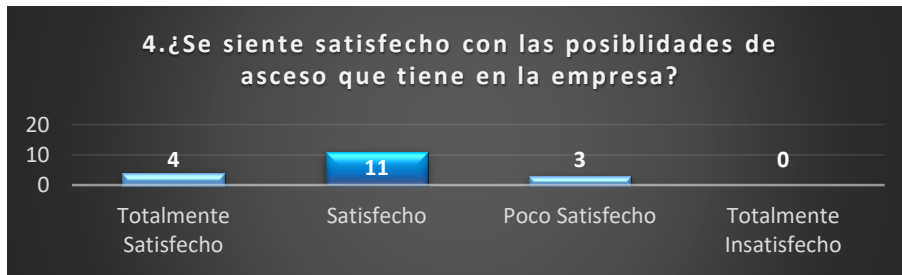 4.¿Se siente satisfecho con las posiblidades de
asceso que tiene en la empresa?
20
10
0
4
11
3
0
Totalmente
Satisfecho
Satisfecho
Poco Satisfecho
Totalmente
Insatisfecho